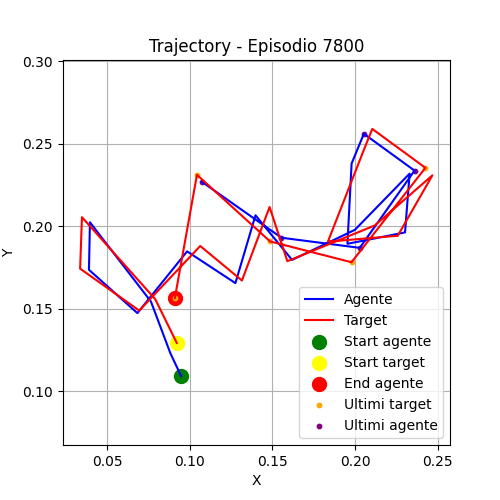 Trajectory - Episodio 7800
0.30
0.25
0.20
0.15
0.10
Y
Agente
Target
Start agente
Start target
End agente
Ultimi target
Ultimi agente
0.05 0.10 0.15 0.20 0.25
X